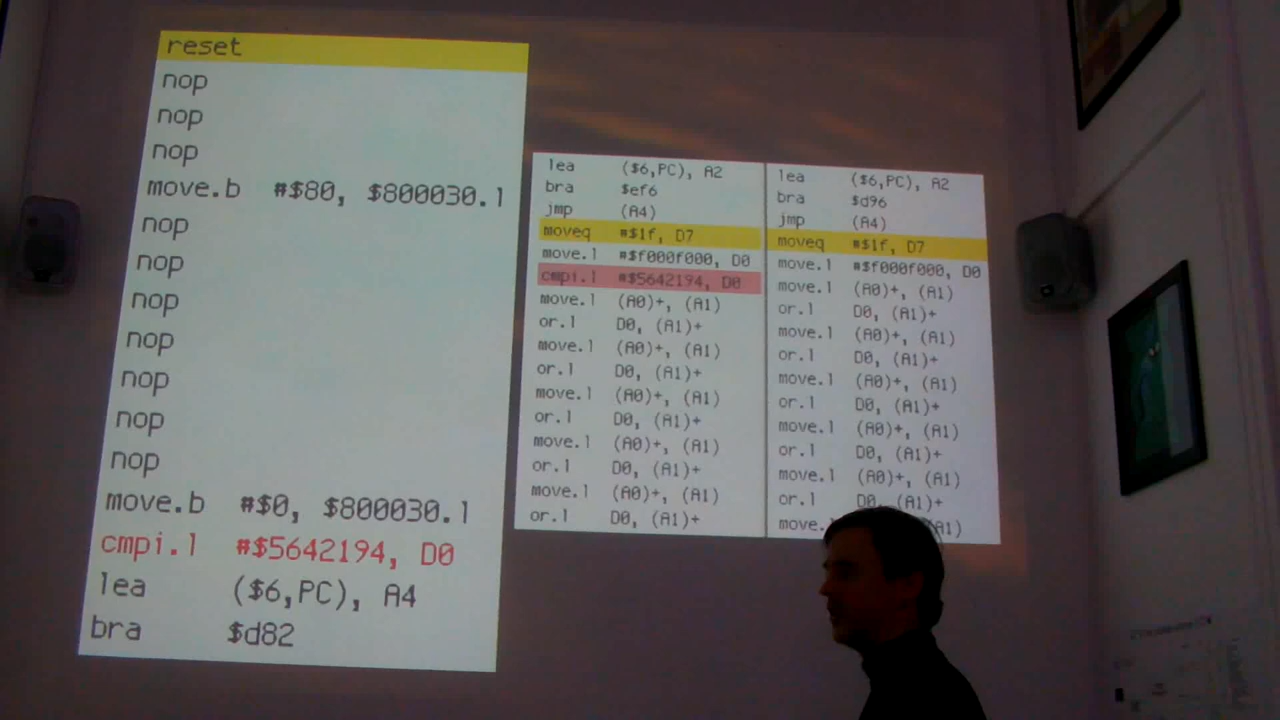 reset
nop
nop
nop
move.b #$80, $800030.l
nop
nop
nop
nop
nop
nop
nop
move.b #$0, $800030.l
cmpi.l #$5642194, D0
lea ($6,PC), A4
bra $d82
lea ($6,PC), A2
bra $ef6
jmp (A4)
moveq #$1f, D7
move.l #$f000f000, D0
cmpi.l #$5642194, D0
move.l (A0)+, (A1)
or.l D0, (A1)+
move.l (A0)+, (A1)
or.l D0, (A1)+
move.l (A0)+, (A1)
or.l D0, (A1)+
move.l (A0)+, (A1)
or.l D0, (A1)+
move.l (A0)+, (A1)
or.l D0, (A1)+
lea ($6,PC), A2
bra $d96
jmp (A4)
moveq #$1f, D7
move.l #$f000f000, D0
move.l (A0)+, (A1)
or.l D0, (A1)+
move.l (A0)+, (A1)
or.l D0, (A1)+
move.l (A0)+, (A1)
or.l D0, (A1)+
move.l (A0)+, (A1)
or.l D0, (A1)+
move.l (A0)+, (A1)
or.l D0, (A1)+
move. A1)